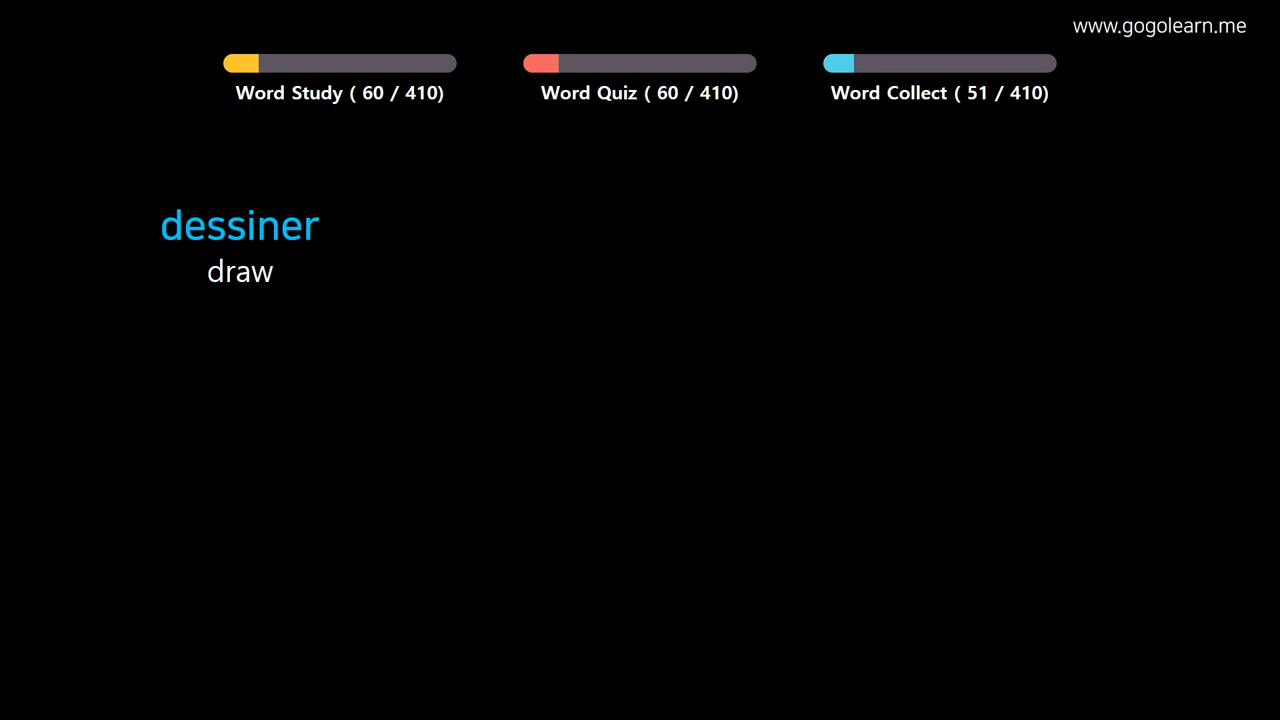 www.gogolearn.me
Word Study ( 60 / 410)
Word Quiz ( 60 / 410)
Word Collect ( 51 / 410)
dessiner
draw